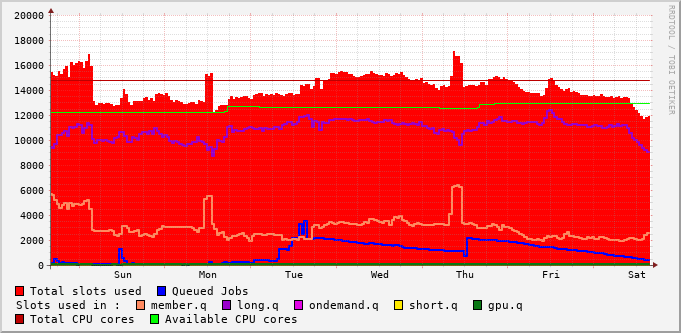 20000
18000
16000
14000
12000
10000
8000
6000
4000
2000
0
Sun Mon Tue Wed Thu Fri Sat
RRDTOOL / TOBI OETIKER
Total slots used Queued Jobs
Slots used in : member.q long.q ondemand.q short.q gpu.q
Total CPU cores Available CPU cores